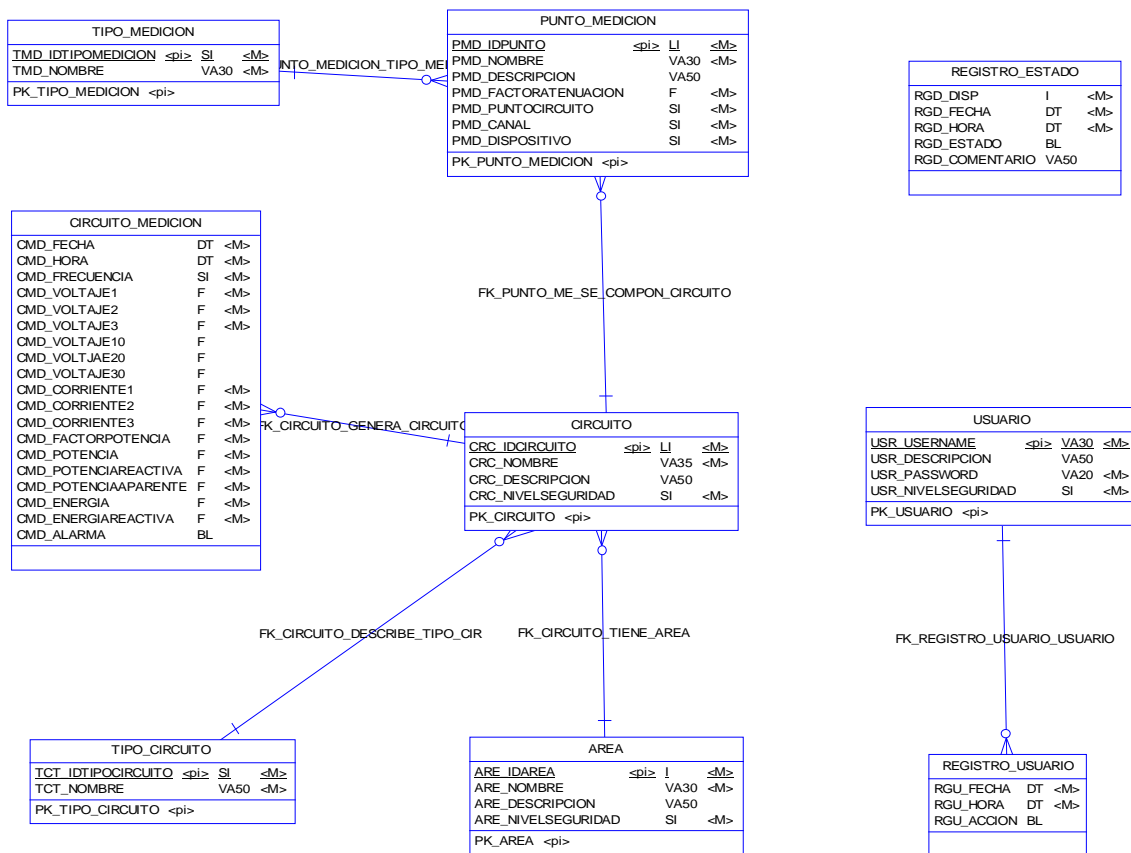 TIPO_MEDICION
TMD_IDTIPOMEDICION <pi> SI <M>
TMD_NOMBRE VA30 <M>
PK_TIPO_MEDICION <pi>
PUNTO_MEDICION
PMD_IDPUNTO <pi> LI <M>
PMD_NOMBRE VA30 <M>
PMD_DESCRIPCION VA50
PMD_FACTORATENUACION F <M>
PMD_PUNTOCIRCUITO SI <M>
PMD_CANAL SI <M>
PMD_DISPOSITIVO SI <M>
PK_PUNTO_MEDICION <pi>
REGISTRO_ESTADO
RGD_DISP I <M>
RGD_FECHA DT <M>
RGD_HORA DT <M>
RGD_ESTADO BL
RGD_COMENTARIO VA50
CIRCUITO_MEDICION
CMD_FECHA DT <M>
CMD_HORA DT <M>
CMD_FRECUENCIA SI <M>
CMD_VOLTAJE1 F <M>
CMD_VOLTAJE2 F <M>
CMD_VOLTAJE3 F <M>
CMD_VOLTAJE10 F
CMD_VOLTJAE20 F
CMD_VOLTAJE30 F
CMD_CORRIENTE1 F <M>
CMD_CORRIENTE2 F <M>
CMD_CORRIENTE3 F <M>
CMD_FACTORPOTENCIA F <M>
CMD_POTENCIA F <M>
CMD_POTENCIAREACTIVA F <M>
CMD_POTENCIAAPARENTE F <M>
CMD_ENERGIA F <M>
CMD_ENERGIAREACTIVA F <M>
CMD_ALARMA BL
FK_PUNTO_ME_SE_COMPON_CIRCUITO
FK_CIRCUITO_GENERA_CIRCUITO
CIRCUITO
CRC_IDCIRCUITO <pi> LI <M>
CRC_NOMBRE VA35 <M>
CRC_DESCRIPCION VA50
CRC_NIVELSEGURIDAD SI <M>
PK_CIRCUITO <pi>
USUARIO
USR_USERNAME <pi> VA30 <M>
USR_DESCRIPCION VA50
USR_PASSWORD VA20 <M>
USR_NIVELSEGURIDAD SI <M>
PK_USUARIO <pi>
FK_CIRCUITO_DESCRIBE_TIPO_CIR
FK_CIRCUITO_TIENE_AREA
FK_REGISTRO_USUARIO_USUARIO
TIPO_CIRCUITO
TCT_IDTIPOCIRCUITO <pi> SI <M>
TCT_NOMBRE VA50 <M>
PK_TIPO_CIRCUITO <pi>
AREA
ARE_IDAREA <pi> I <M>
ARE_NOMBRE VA30 <M>
ARE_DESCRIPCION VA50
ARE_NIVELSEGURIDAD SI <M>
PK_AREA <pi>
REGISTRO_USUARIO
RGU_FECHA DT <M>
RGU_HORA DT <M>
RGU_ACCION BL